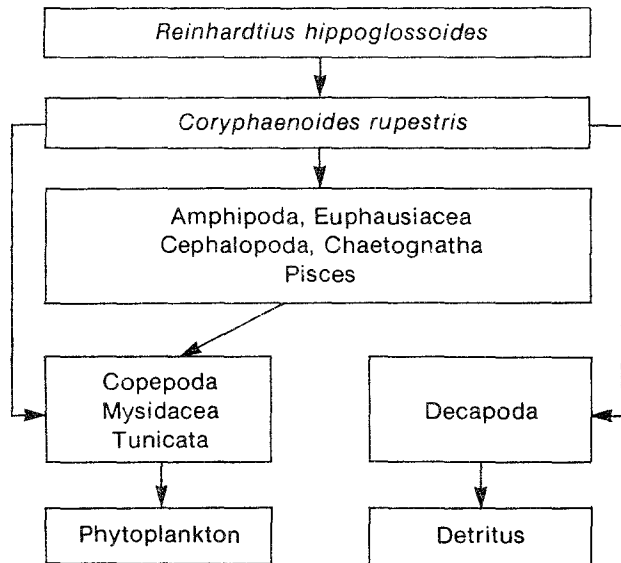 Reinhardtius hippoglossoides
Coryphaenoides rupestris
Amphipoda, Euphausiacea
Cephalopoda, Chaetognatha
Pisces
Copepoda
Mysidacea
Tunicata
Decapoda
Phytoplankton
Detritus